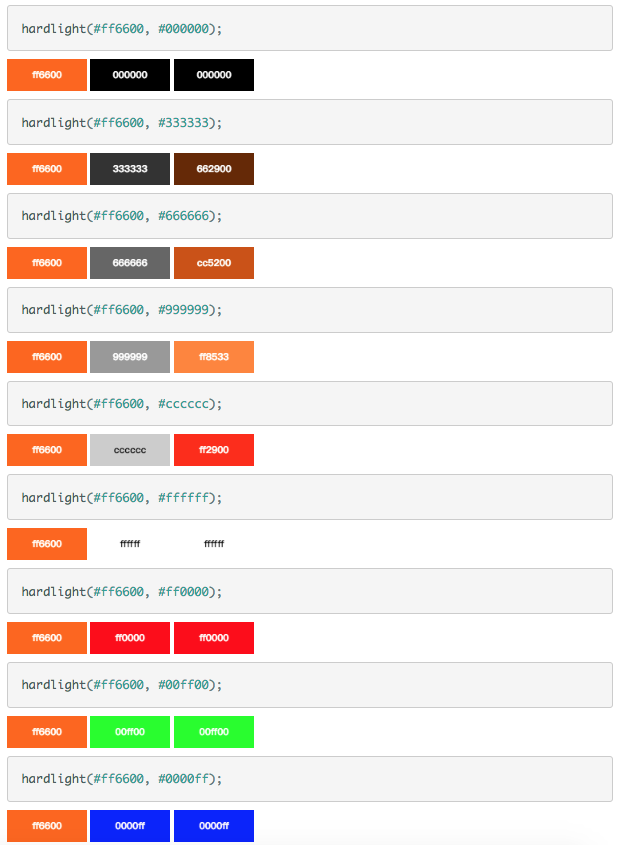 hardlight(#ff6600, #000000);
ff6600 000000 000000
hardlight(#ff6600, #333333);
ff6600 333333 662900
hardlight(#ff6600, #666666);
ff6600 666666 cc5200
hardlight(#ff6600, #999999);
ff6600 999999 ff8533
hardlight(#ff6600, #cccccc);
ff6600 cccccc ff2900
hardlight(#ff6600, #ffffff);
ff6600 ffffff ffffff
hardlight(#ff6600, #ff0000);
ff6600 ff0000 ff0000
hardlight(#ff6600, #00ff00);
ff6600 00ff00 00ff00
hardlight(#ff6600, #0000ff);
ff6600 0000ff 0000ff